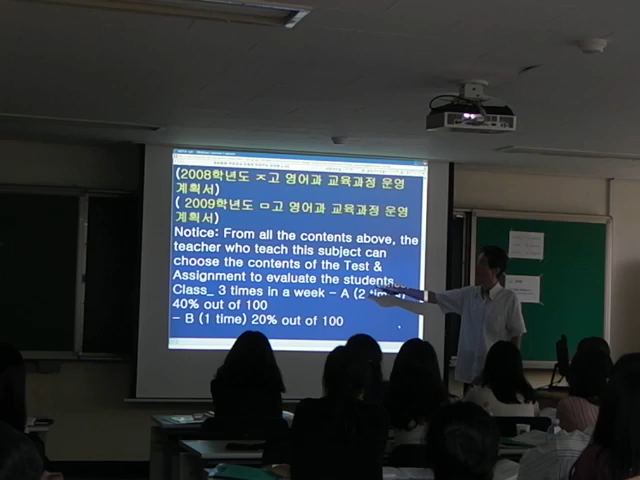 (2008학년도 ㅈ고 영어과 교육과정 운영
계획서)
( 2009학년도 ㅁ고 영어과 교육과정 운영
계획서)
Notice: From all the contents above, the
teacher who teach this subject can
choose the contents of the Test &
Assignment to evaluate the students.
Class_ 3 times in a week - A (2 time)
40% out of 100
- B (1 time) 20% out of 100